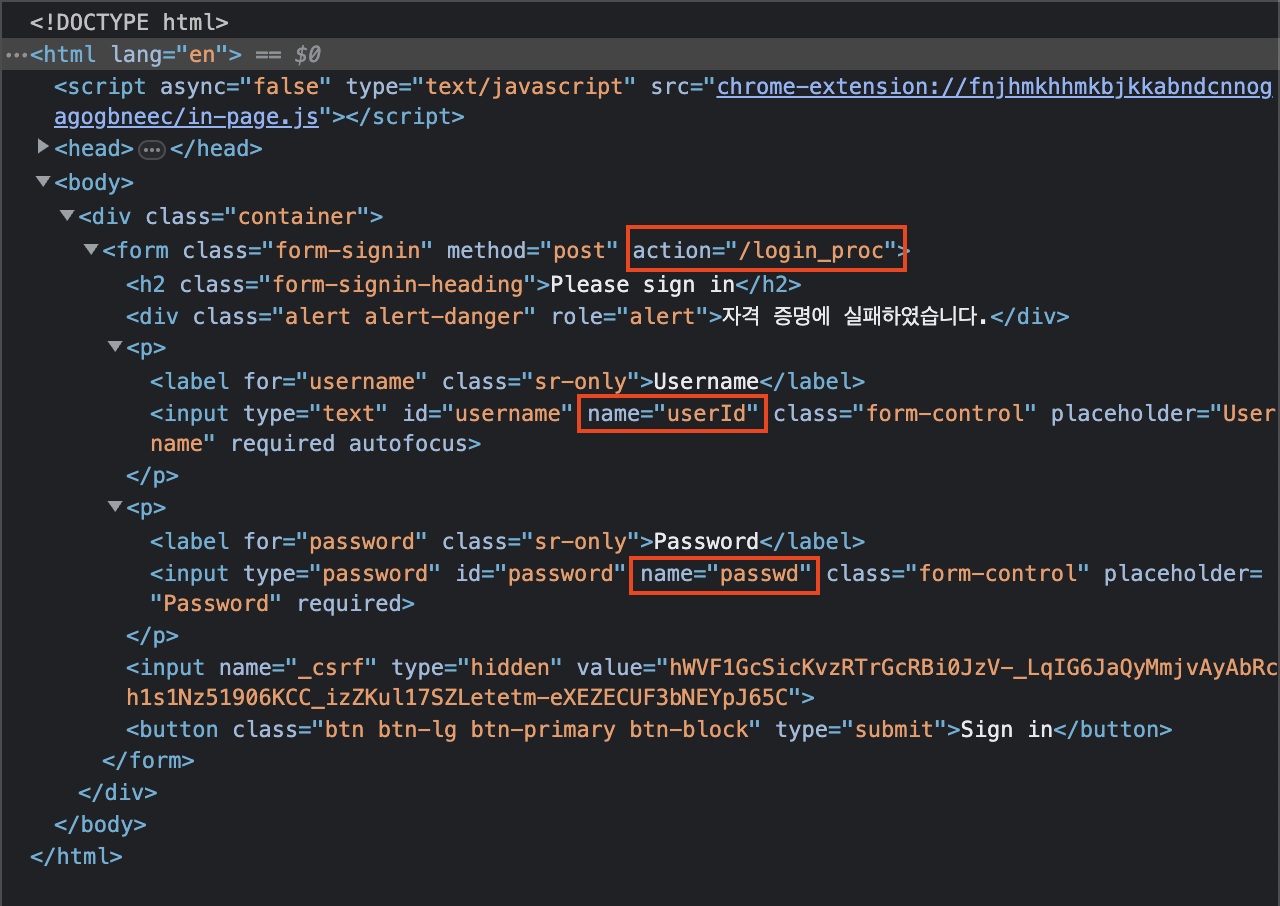 <!DOCTYPE html>
···<html lang="en"> == $0
<script async="false" type="text/javascript" src="chrome-extension://fnjhmkhhmkbjkkabndcnnog
agogbneec/in-page.js"></script>
▶<head>···</head>
▼<body>
▼<div class="container">
▼<form class="form-signin" method="post" action="/login_proc">
<h2 class="form-signin-heading">Please sign in</h2>
<div class="alert alert-danger" role="alert">자격 증명에 실패하였습니다.</div>
▼<p>
<label for="username" class="sr-only">Username</label>
<input type="text" id="username" name="userId" class="form-control" placeholder="User
name" required autofocus>
</p>
▼<p>
<label for="password" class="sr-only">Password</label>
<input type="password" id="password" name="passwd" class="form-control" placeholder=
"Password" required>
</p>
<input name="_csrf" type="hidden" value="hWVF1GcSicKvzRTrGcRBi0JzV-_LqIG6JaQyMmjvAyAbRc
h1s1Nz51906KCC_izZKul17SZLetetm-eXEZECUF3bNEYpJ65C">
<button class="btn btn-lg btn-primary btn-block" type="submit">Sign in</button>
</form>
</div>
</body>
</html>